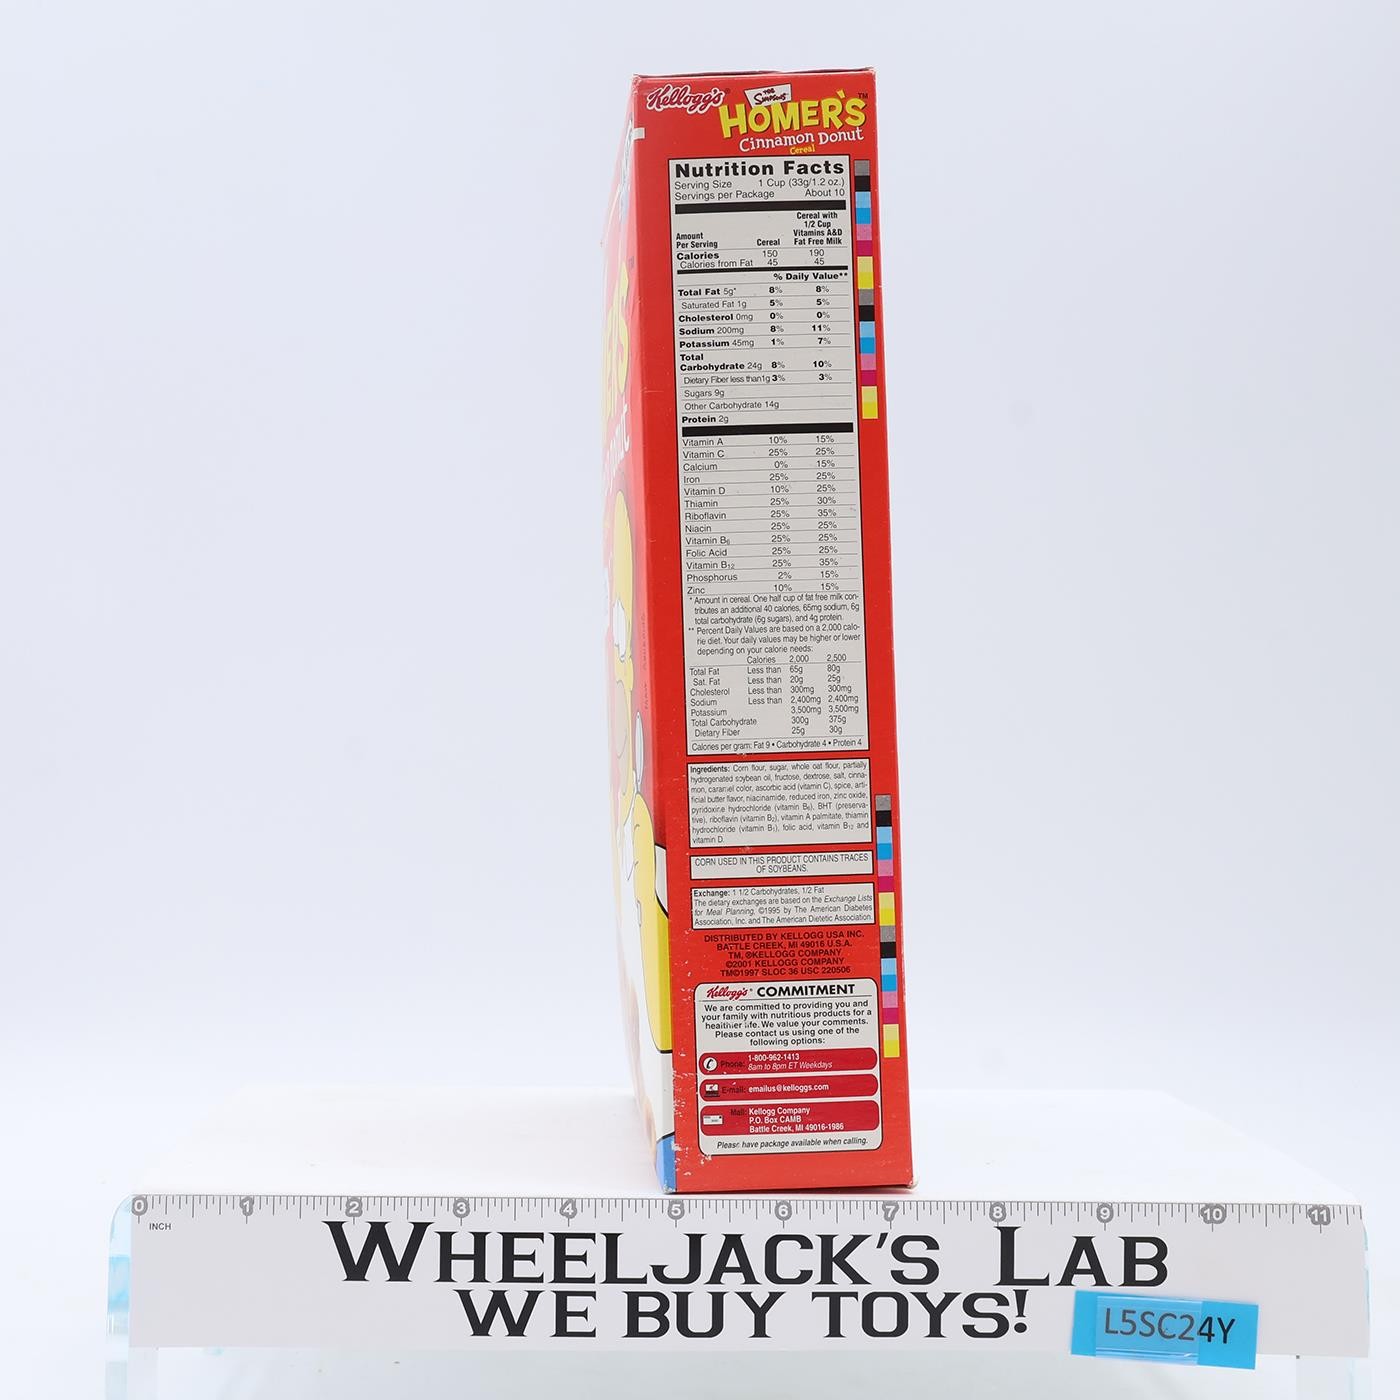 Kellogg's®
THE SIMPSONS
HOMER'S™
Cinnamon Donut
Cereal
Nutrition Facts
Serving Size 1 Cup (33g/1.2 oz.)
Servings per Package About 10
Cereal with
1/2 Cup
Amount Vitamins A&D
Per Serving Cereal Fat Free Milk
Calories 150 190
Calories from Fat 45 45
% Daily Value**
Total Fat 5g* 8% 8%
Saturated Fat 1g 5% 5%
Cholesterol 0mg 0% 0%
Sodium 200mg 8% 11%
Potassium 45mg 1% 7%
Total
Carbohydrate 24g 8% 10%
Dietary Fiber less than1g 3% 3%
Sugars 9g
Other Carbohydrate 14g
Protein 2g
Vitamin A 10% 15%
Vitamin C 25% 25%
Calcium 0% 15%
Iron 25% 25%
Vitamin D 10% 25%
Thiamin 25% 30%
Riboflavin 25% 35%
Niacin 25% 25%
Vitamin B6 25% 25%
Folic Acid 25% 25%
Vitamin B12 25% 35%
Phosphorus 2% 15%
Zinc 10% 15%
* Amount in cereal. One half cup of fat free milk con-
tributes an additional 40 calories, 65mg sodium, 6g
total carbohydrate (6g sugars), and 4g protein.
** Percent Daily Values are based on a 2,000 calo-
rie diet. Your daily values may be higher or lower
depending on your calorie needs:
Calories 2,000 2,500
Total Fat Less than 65g 80g
Sat. Fat Less than 20g 25g
Cholesterol Less than 300mg 300mg
Sodium Less than 2,400mg 2,400mg
Potassium 3,500mg 3,500mg
Total Carbohydrate 300g 375g
Dietary Fiber 25g 30g
Calories per gram: Fat 9 • Carbohydrate 4 • Protein 4
Ingredients: Corn flour, sugar, whole oat flour, partially
hydrogenated soybean oil, fructose, dextrose, salt, cinna-
mon, caramel color, ascorbic acid (vitamin C), spice, arti-
ficial butter flavor, niacinamide, reduced iron, zinc oxide,
pyridoxine hydrochloride (vitamin B6), BHT (preserva-
tive), riboflavin (vitamin B2), vitamin A palmitate, thiamin
hydrochloride (vitamin B1), folic acid, vitamin B12 and
vitamin D.
CORN USED IN THIS PRODUCT CONTAINS TRACES
OF SOYBEANS.
Exchange: 1 1/2 Carbohydrates, 1/2 Fat
The dietary exchanges are based on the Exchange Lists
for Meal Planning, ©1995 by The American Diabetes
Association, Inc. and The American Dietetic Association.
DISTRIBUTED BY KELLOGG USA INC.
BATTLE CREEK, MI 49016 U.S.A.
TM, ®KELLOGG COMPANY
©2001 KELLOGG COMPANY
TM©1997 SLOC 36 USC 220506
Kellogg's® COMMITMENT
We are committed to providing you and
your family with nutritious products for a
healthier life. We value your comments.
Please contact us using one of the
following options:
Phone: 1-800-962-1413
8am to 8pm ET Weekdays
E-mail: emailus@kelloggs.com
Mail: Kellogg Company
P.O. Box CAMB
Battle Creek, MI 49016-1986
Please have package available when calling.
0 1 2 3 4 5 6 7 8 9 10 11
INCH
WHEELJACK'S LAB
WE BUY TOYS!
L5SC24Y